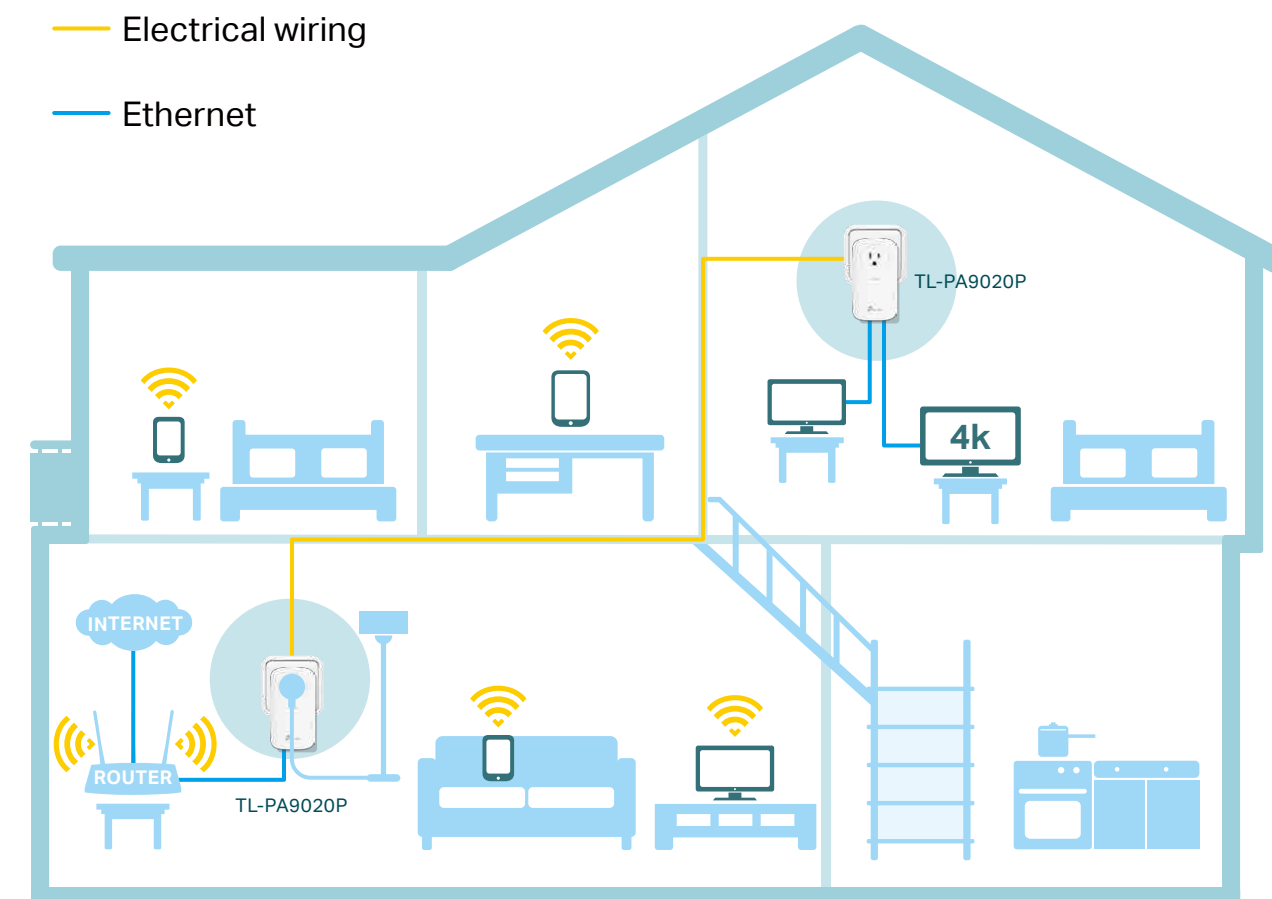 Electrical wiring
Ethernet
TL-PA9020P
4k
INTERNET
ROUTER
TL-PA9020P